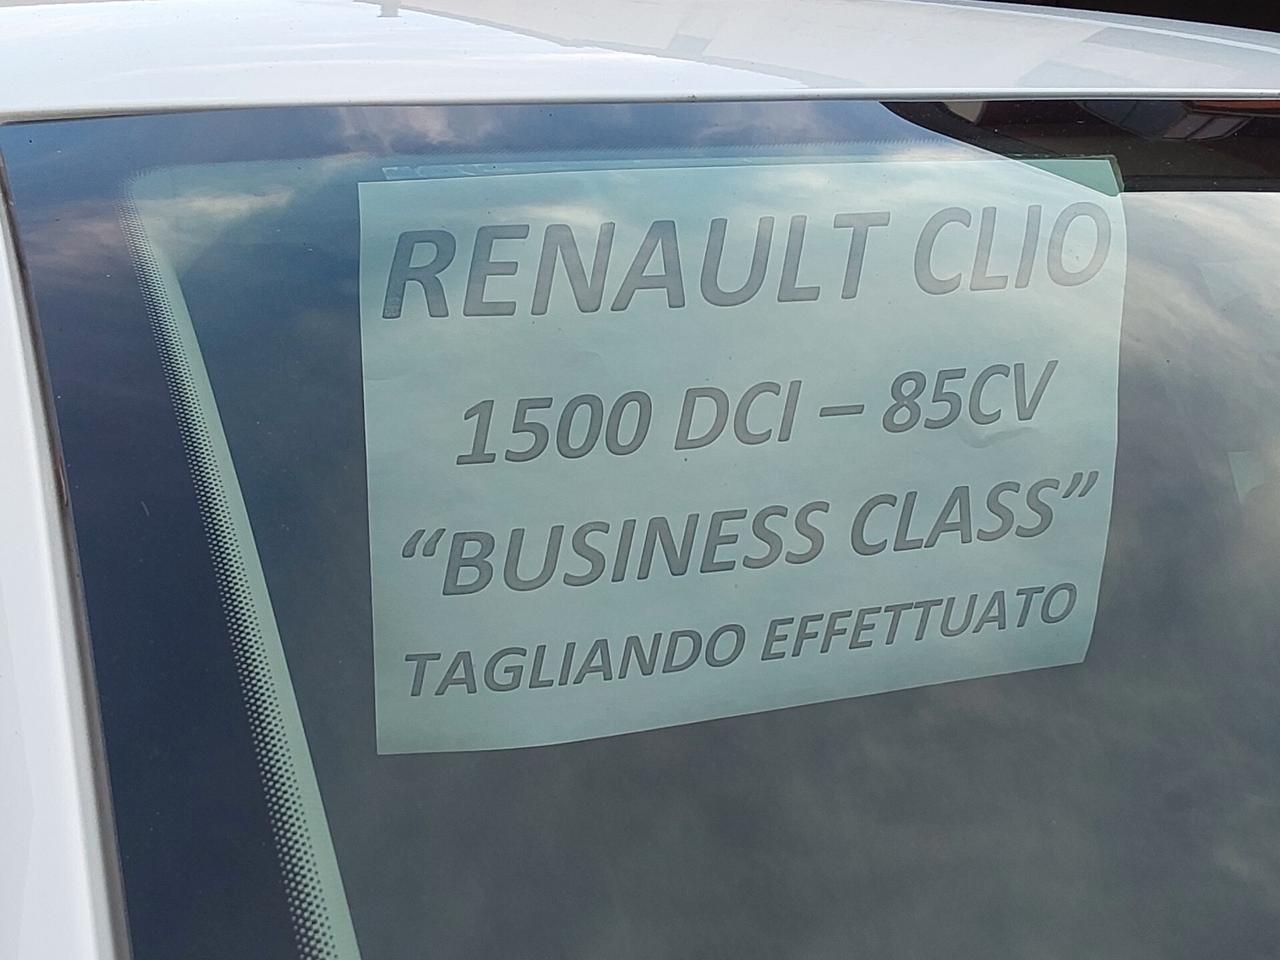 RENAULT CLIO
1500 DCI – 85CV
“BUSINESS CLASS”
TAGLIANDO EFFETTUATO